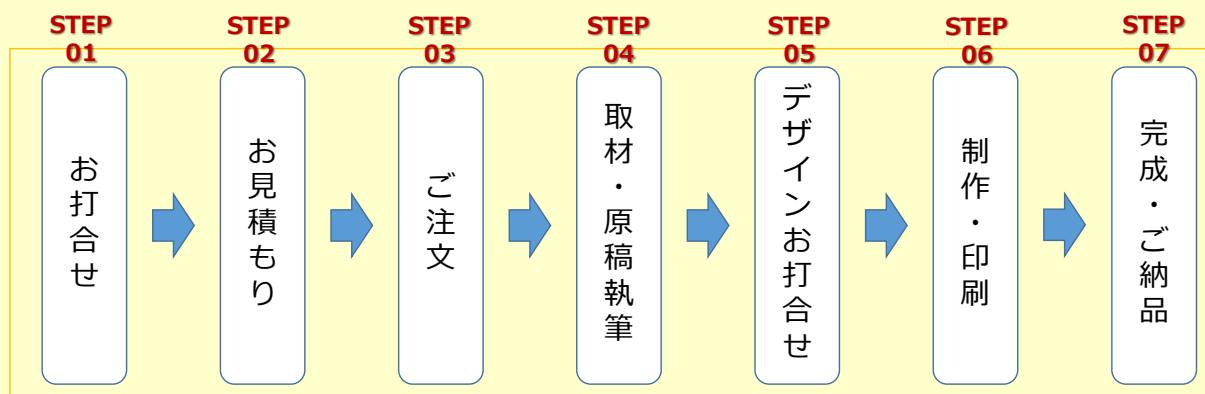 STEP
01
お打合せ
STEP
02
お見積もり
STEP
03
ご注文
STEP
04
取材・原稿執筆
STEP
05
デザインお打合せ
STEP
06
制作・印刷
STEP
07
完成・ご納品